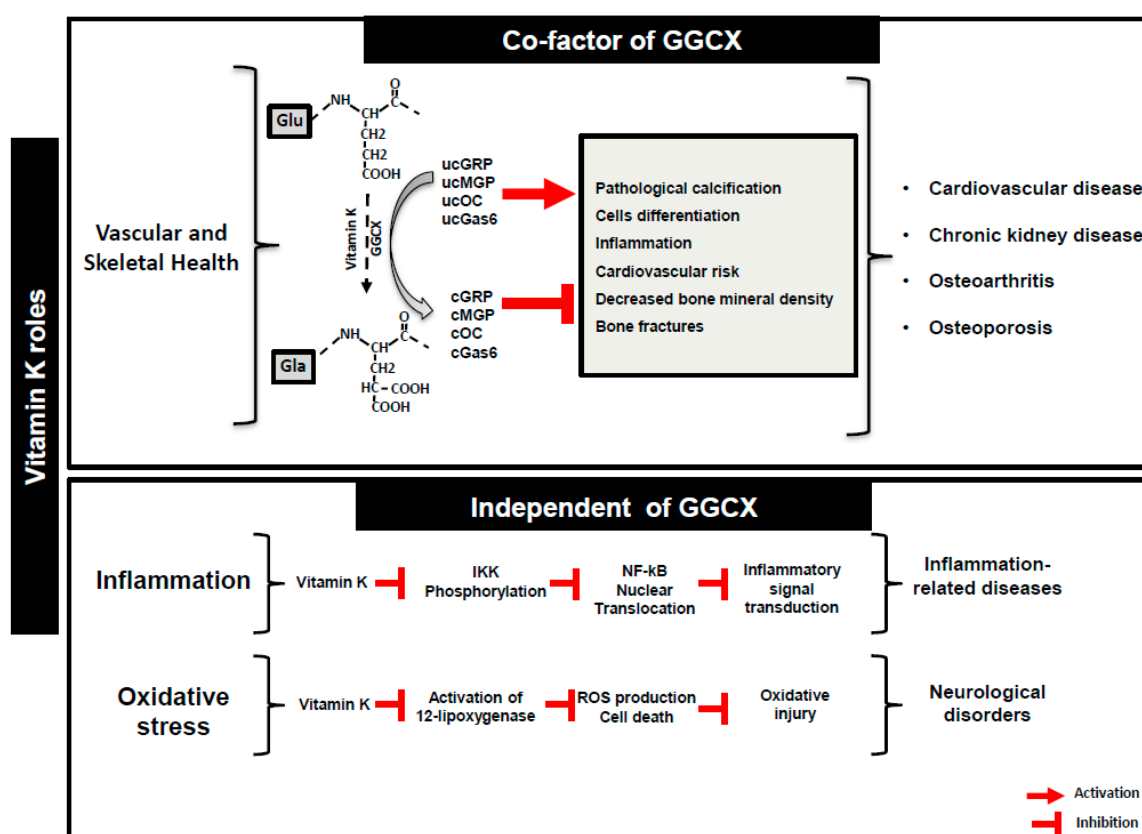 Vitamin K roles
Co-factor of GGCX
Vascular and
Skeletal Health
Glu
NH
CH
O
C
CH2
CH2
COOH
Vitamin K
GGCX
Gla
NH
CH
O
C
CH2
HC
COOH
COOH
ucGRP
ucMGP
ucOC
ucGas6
cGRP
cMGP
cOC
cGas6
Pathological calcification
Cells differentiation
Inflammation
Cardiovascular risk
Decreased bone mineral density
Bone fractures
• Cardiovascular disease
• Chronic kidney disease
• Osteoarthritis
• Osteoporosis
Independent of GGCX
Inflammation
Vitamin K
IKK
Phosphorylation
NF-kB
Nuclear
Translocation
Inflammatory
signal
transduction
Inflammation-
related diseases
Oxidative
stress
Vitamin K
Activation of
12-lipoxygenase
ROS production
Cell death
Oxidative
injury
Neurological
disorders
Activation
Inhibition